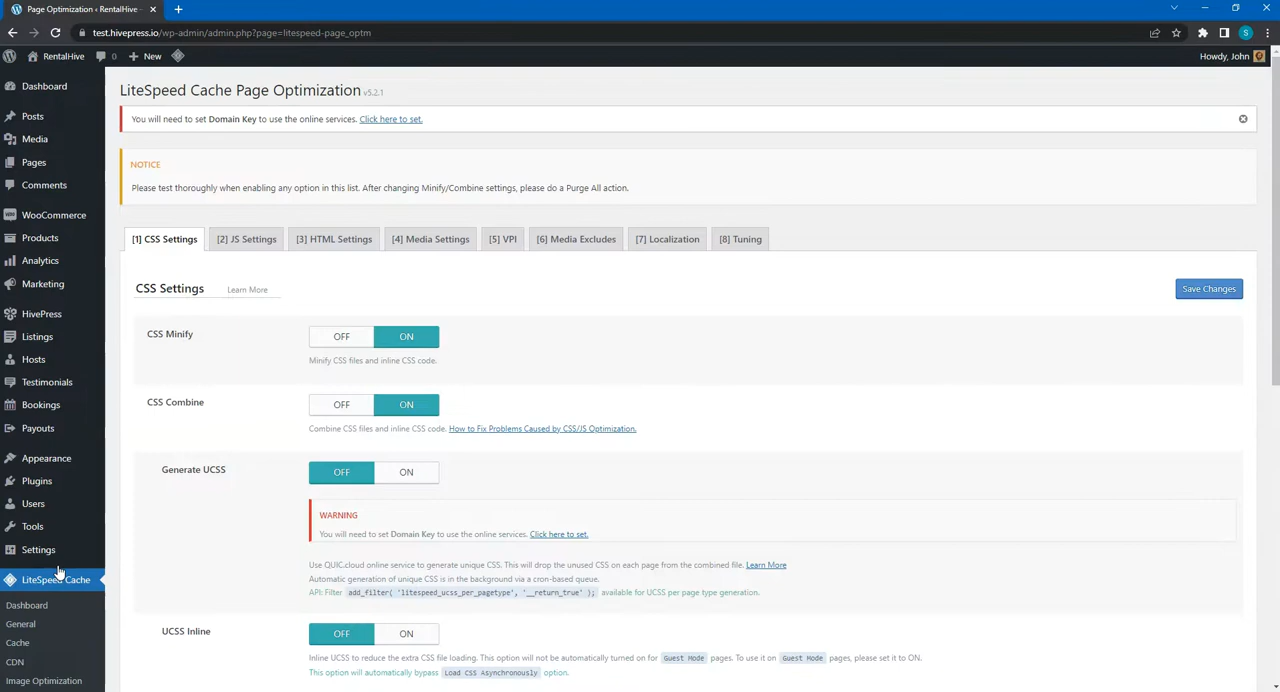 Page Optimization ‹ RentalHive
test.hivepress.io/wp-admin/admin.php?page=litespeed-page_optm
S
RentalHive
0
New
Howdy, John
Dashboard
Posts
Media
Pages
Comments
WooCommerce
Products
Analytics
Marketing
HivePress
Listings
Hosts
Testimonials
Bookings
Payouts
Appearance
Plugins
Users
Tools
Settings
LiteSpeed Cache
Dashboard
General
Cache
CDN
Image Optimization
LiteSpeed Cache Page Optimization v5.2.1
You will need to set Domain Key to use the online services. Click here to set.
NOTICE
Please test thoroughly when enabling any option in this list. After changing Minify/Combine settings, please do a Purge All action.
[1] CSS Settings [2] JS Settings [3] HTML Settings [4] Media Settings [5] VPI [6] Media Excludes [7] Localization [8] Tuning
CSS Settings Learn More
Save Changes
CSS Minify
OFF ON
Minify CSS files and inline CSS code.
CSS Combine
OFF ON
Combine CSS files and inline CSS code. How to Fix Problems Caused by CSS/JS Optimization.
Generate UCSS
OFF ON
WARNING
You will need to set Domain Key to use the online services. Click here to set.
Use QUIC.cloud online service to generate unique CSS. This will drop the unused CSS on each page from the combined file. Learn More
Automatic generation of unique CSS is in the background via a cron-based queue.
API: Filter add_filter( 'litespeed_ucss_per_pagetype', '__return_true' ); available for UCSS per page type generation.
UCSS Inline
OFF ON
Inline UCSS to reduce the extra CSS file loading. This option will not be automatically turned on for Guest Mode pages. To use it on Guest Mode pages, please set it to ON.
This option will automatically bypass Load CSS Asynchronously option.